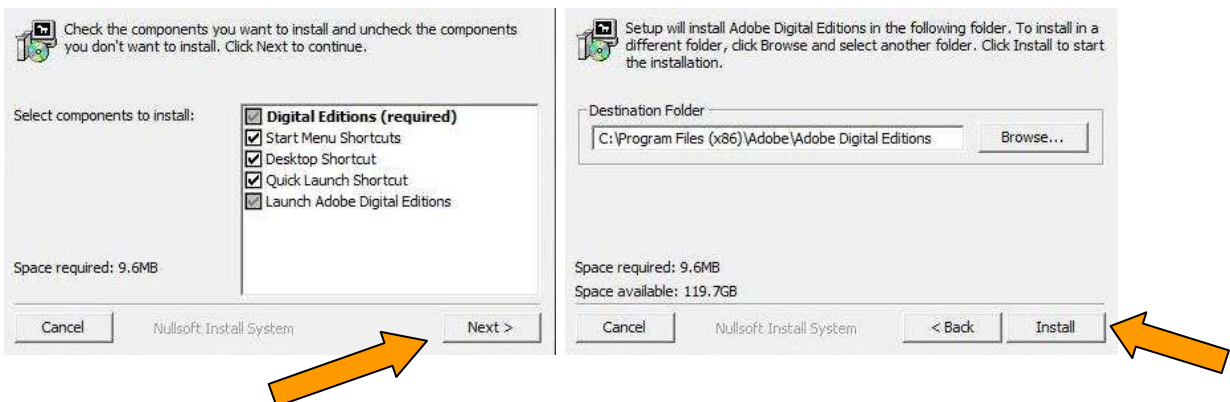 Check the components you want to install and uncheck the components
you don't want to install. Click Next to continue.
Select components to install:
Digital Editions (required)
Start Menu Shortcuts
Desktop Shortcut
Quick Launch Shortcut
Launch Adobe Digital Editions
Space required: 9.6MB
Cancel
Nullsoft Install System
Next >
Setup will install Adobe Digital Editions in the following folder. To install in a
different folder, click Browse and select another folder. Click Install to start
the installation.
Destination Folder
C:\Program Files (x86)\Adobe\Adobe Digital Editions
Browse...
Space required: 9.6MB
Space available: 119.7GB
Cancel
Nullsoft Install System
< Back
Install